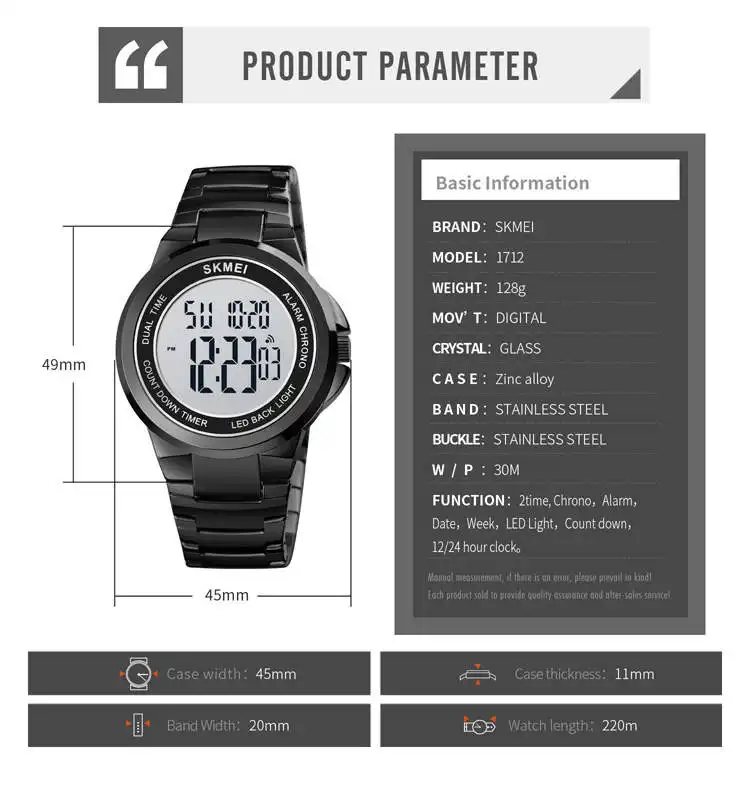 PRODUCT PARAMETER
Basic Information
BRAND: SKMEI
MODEL: 1712
WEIGHT: 128g
MOV'T: DIGITAL
CRYSTAL: GLASS
CASE: Zinc alloy
BAND: STAINLESS STEEL
BUCKLE: STAINLESS STEEL
W/P: 30M
FUNCTION: 2time, Chrono, Alarm,
Date, Week, LED Light, Count down,
12/24 hour clock。
Manual measurement, if there is an error, please prevail in kind!
Each product sold to provide quality assurance and after-sales service!
SKMEI
DUAL TIME
ALARM CHRONO
SU 10:20
PM 12:23 03
COUNT DOWN TIMER
LED BACK LIGHT
49mm
45mm
Case width: 45mm
Case thickness: 11mm
Band Width: 20mm
Watch length: 220m